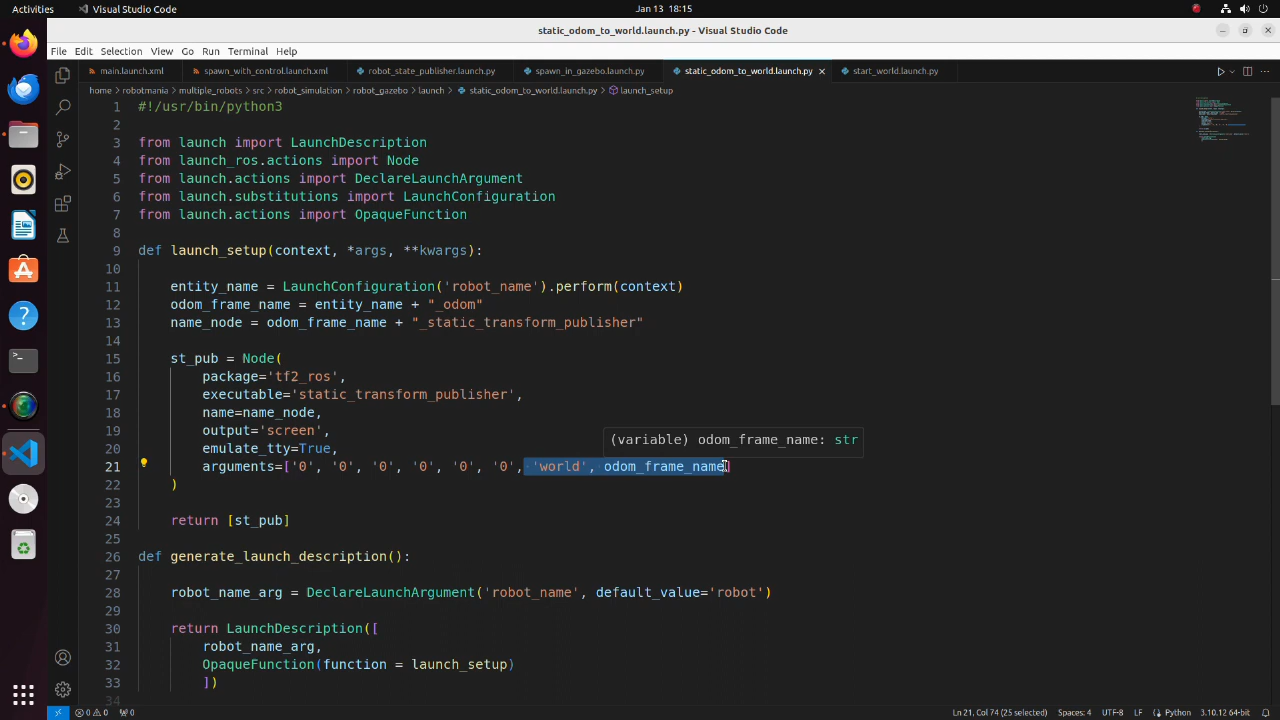 Activities
Visual Studio Code
Jan 13 18:15
static_odom_to_world.launch.py - Visual Studio Code
File Edit Selection View Go Run Terminal Help
main.launch.xml spawn_with_control.launch.xml robot_state_publisher.launch.py spawn_in_gazebo.launch.py static_odom_to_world.launch.py start_world.launch.py
home > robotmania > multiple_robots > src > robot_simulation > robot_gazebo > launch > static_odom_to_world.launch.py > launch_setup
1 #!/usr/bin/python3
2
3 from launch import LaunchDescription
4 from launch_ros.actions import Node
5 from launch.actions import DeclareLaunchArgument
6 from launch.substitutions import LaunchConfiguration
7 from launch.actions import OpaqueFunction
8
9 def launch_setup(context, *args, **kwargs):
10
11 entity_name = LaunchConfiguration('robot_name').perform(context)
12 odom_frame_name = entity_name + "_odom"
13 name_node = odom_frame_name + "_static_transform_publisher"
14
15 st_pub = Node(
16 package='tf2_ros',
17 executable='static_transform_publisher',
18 name=name_node,
19 output='screen',
(variable) odom_frame_name: str
20 emulate_tty=True,
21 arguments=['0', '0', '0', '0', '0', '0', 'world', odom_frame_name]
22 )
23
24 return [st_pub]
25
26 def generate_launch_description():
27
28 robot_name_arg = DeclareLaunchArgument('robot_name', default_value='robot')
29
30 return LaunchDescription([
31 robot_name_arg,
32 OpaqueFunction(function = launch_setup)
33 ])
34
0 0 0 Ln 21, Col 74 (25 selected) Spaces: 4 UTF-8 LF Python 3.10.12 64-bit